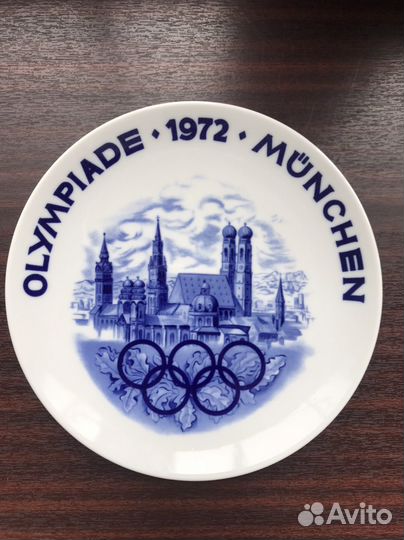 OLYMPIADE · 1972 · MÜNCHEN
Avito